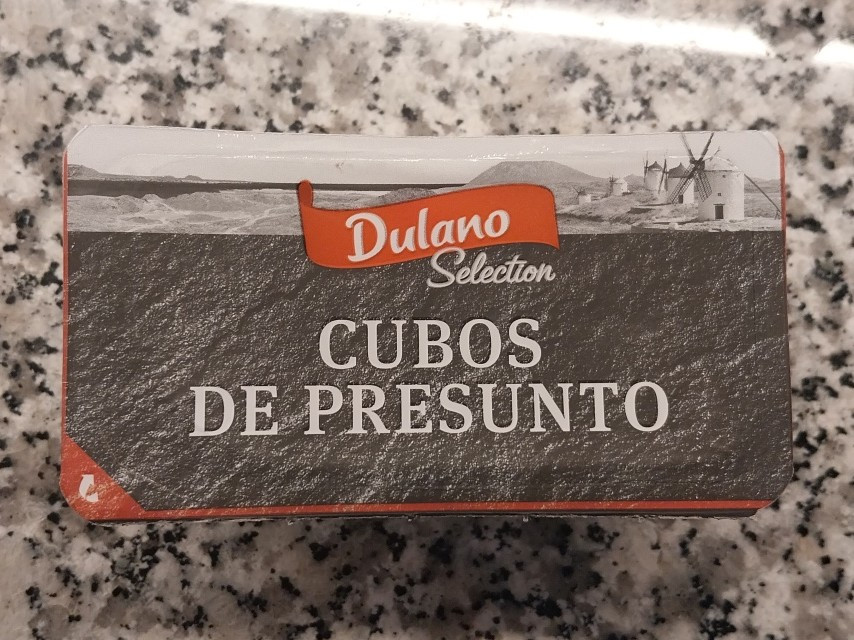 Dulano
Selection
CUBOS
DE PRESUNTO